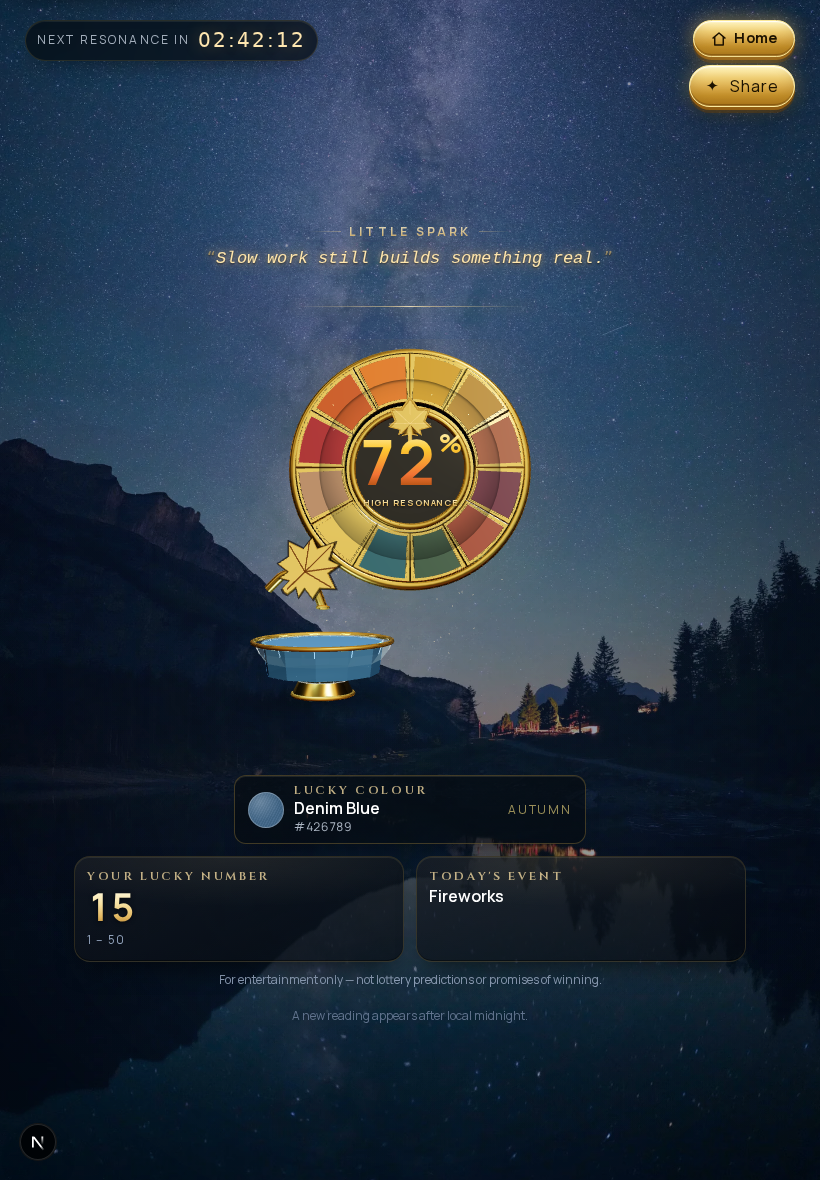 NEXT RESONANCE IN 02:42:12
Home
✦ Share
LITTLE SPARK
“Slow work still builds something real.”
72%
HIGH RESONANCE
LUCKY COLOUR
Denim Blue
AUTUMN
#426789
YOUR LUCKY NUMBER
15
1 – 50
TODAY'S EVENT
Fireworks
For entertainment only — not lottery predictions or promises of winning.
A new reading appears after local midnight.
N